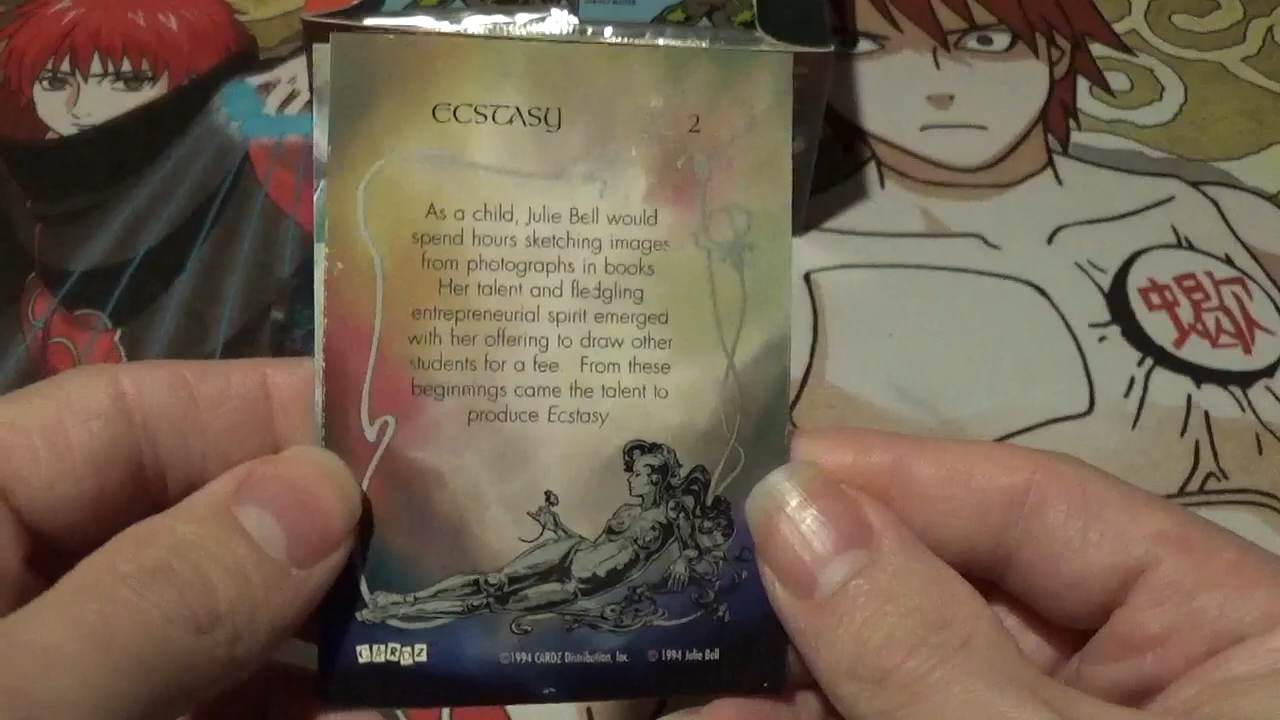 ECSTASY 2
As a child, Julie Bell would
spend hours sketching images
from photographs in books
Her talent and fledgling
entrepreneurial spirit emerged
with her offering to draw other
students for a fee. From these
beginnings came the talent to
produce Ecstasy
CARDZ ©1994 CARDZ Distribution, Inc. © 1994 Julie Bell